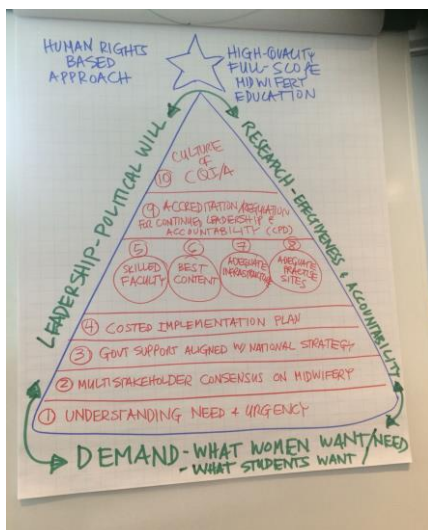 HUMAN RIGHTS
BASED
APPROACH
HIGH-QUALITY
FULL-SCOPE
MIDWIFERY
EDUCATION
LEADERSHIP-POLITICAL WILL
RESEARCH-EFFECTIVENESS & ACCOUNTABILITY
CULTURE
OF
⑩ CQI/A
⑨ ACCREDITATION/REGULATION
FOR CONTINUED LEADERSHIP &
ACCOUNTABILITY (CPD)
⑤ SKILLED
FACULTY
⑥ BEST
CONTENT
⑦ ADEQUATE
INFRASTRUCTURE
⑧ ADEQUATE
PRACTICE
SITES
④ COSTED IMPLEMENTATION PLAN
③ GOVT SUPPORT ALIGNED W/ NATIONAL STRATEGY
② MULTISTAKEHOLDER CONSENSUS ON MIDWIFERY
① UNDERSTANDING NEED + URGENCY
DEMAND-WHAT WOMEN WANT/NEED
-WHAT STUDENTS WANT